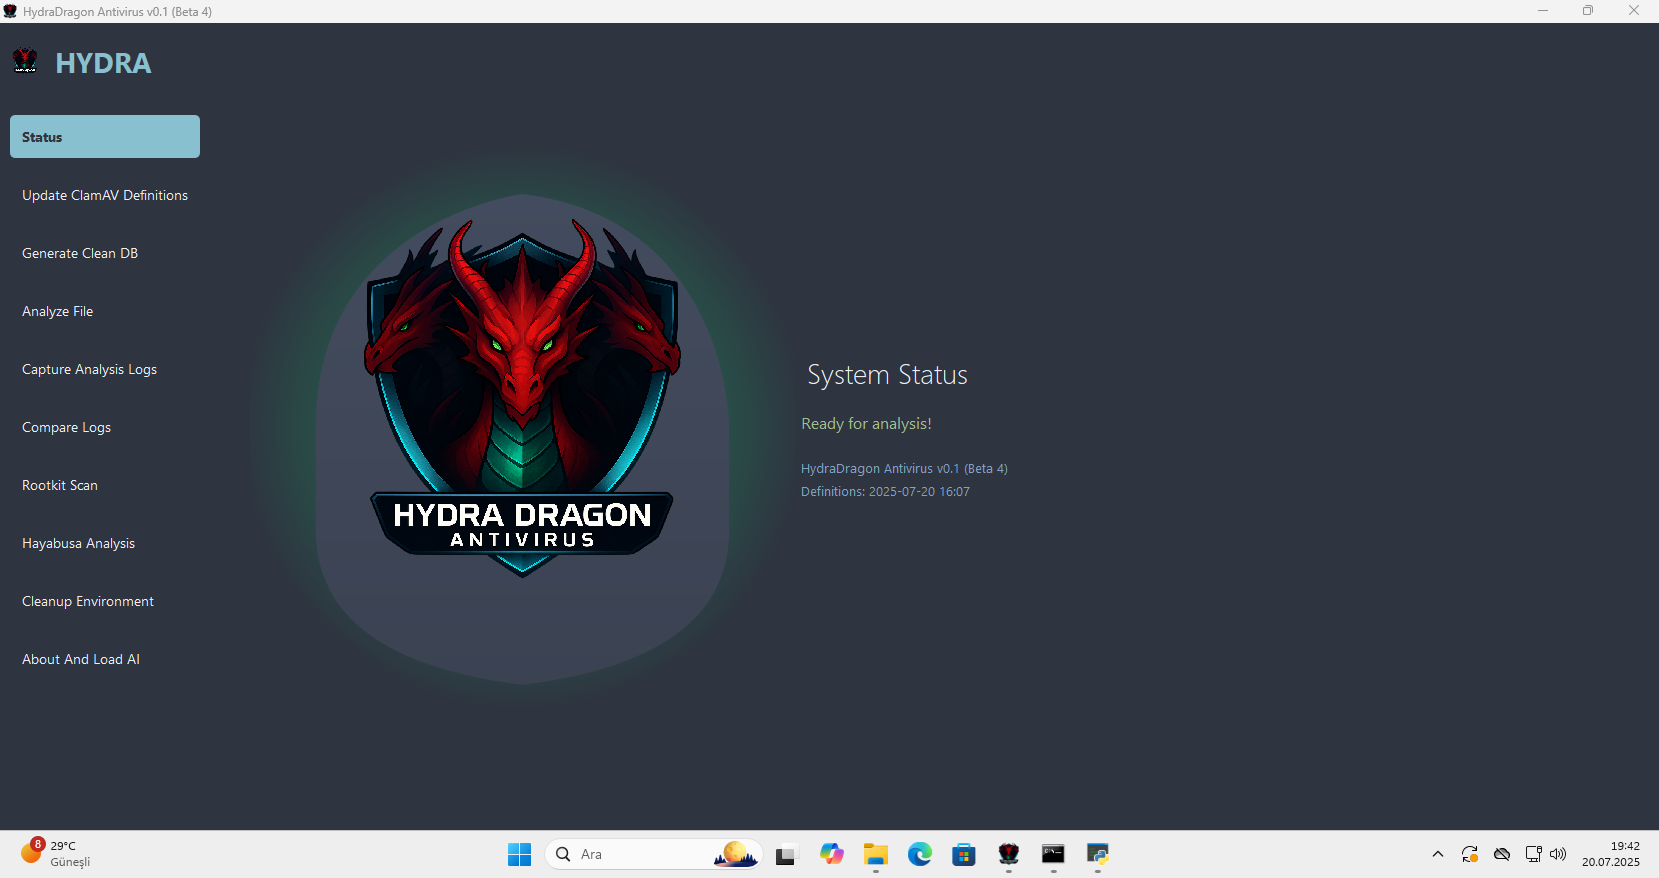 HydraDragon Antivirus v0.1 (Beta 4)
HYDRA
Status
Update ClamAV Definitions
Generate Clean DB
Analyze File
Capture Analysis Logs
Compare Logs
Rootkit Scan
Hayabusa Analysis
Cleanup Environment
About And Load AI
HYDRA DRAGON
ANTIVIRUS
System Status
Ready for analysis!
HydraDragon Antivirus v0.1 (Beta 4)
Definitions: 2025-07-20 16:07
8
29°C
Güneşli
Ara
19:42
20.07.2025